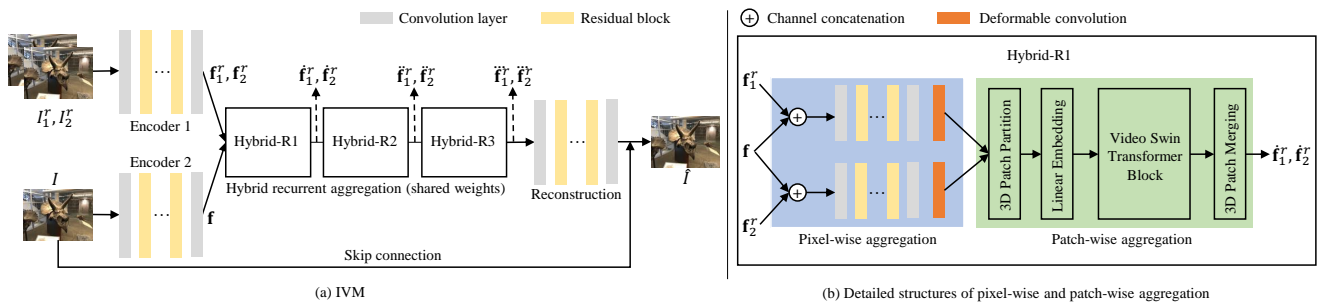 Convolution layer
Residual block
I₁ʳ, I₂ʳ
Encoder 1
f₁ʳ, f₂ʳ
ḟ₁ʳ, ḟ₂ʳ
f̈₁ʳ, f̈₂ʳ
f⃛₁ʳ, f⃛₂ʳ
Hybrid-R1
Hybrid-R2
Hybrid-R3
Hybrid recurrent aggregation (shared weights)
Encoder 2
I
f
Reconstruction
Î
Skip connection
(a) IVM
Channel concatenation
Deformable convolution
Hybrid-R1
f₁ʳ
f
f₂ʳ
Pixel-wise aggregation
3D Patch Partition
Linear Embedding
Video Swin
Transformer
Block
3D Patch Merging
ḟ₁ʳ, ḟ₂ʳ
Patch-wise aggregation
(b) Detailed structures of pixel-wise and patch-wise aggregation